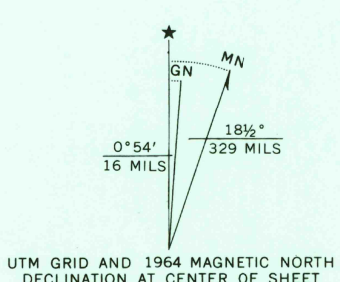 ★
MN
GN
0°54′
16 MILS
18½°
329 MILS
UTM GRID AND 1964 MAGNETIC NORTH
DECLINATION AT CENTER OF SHEET